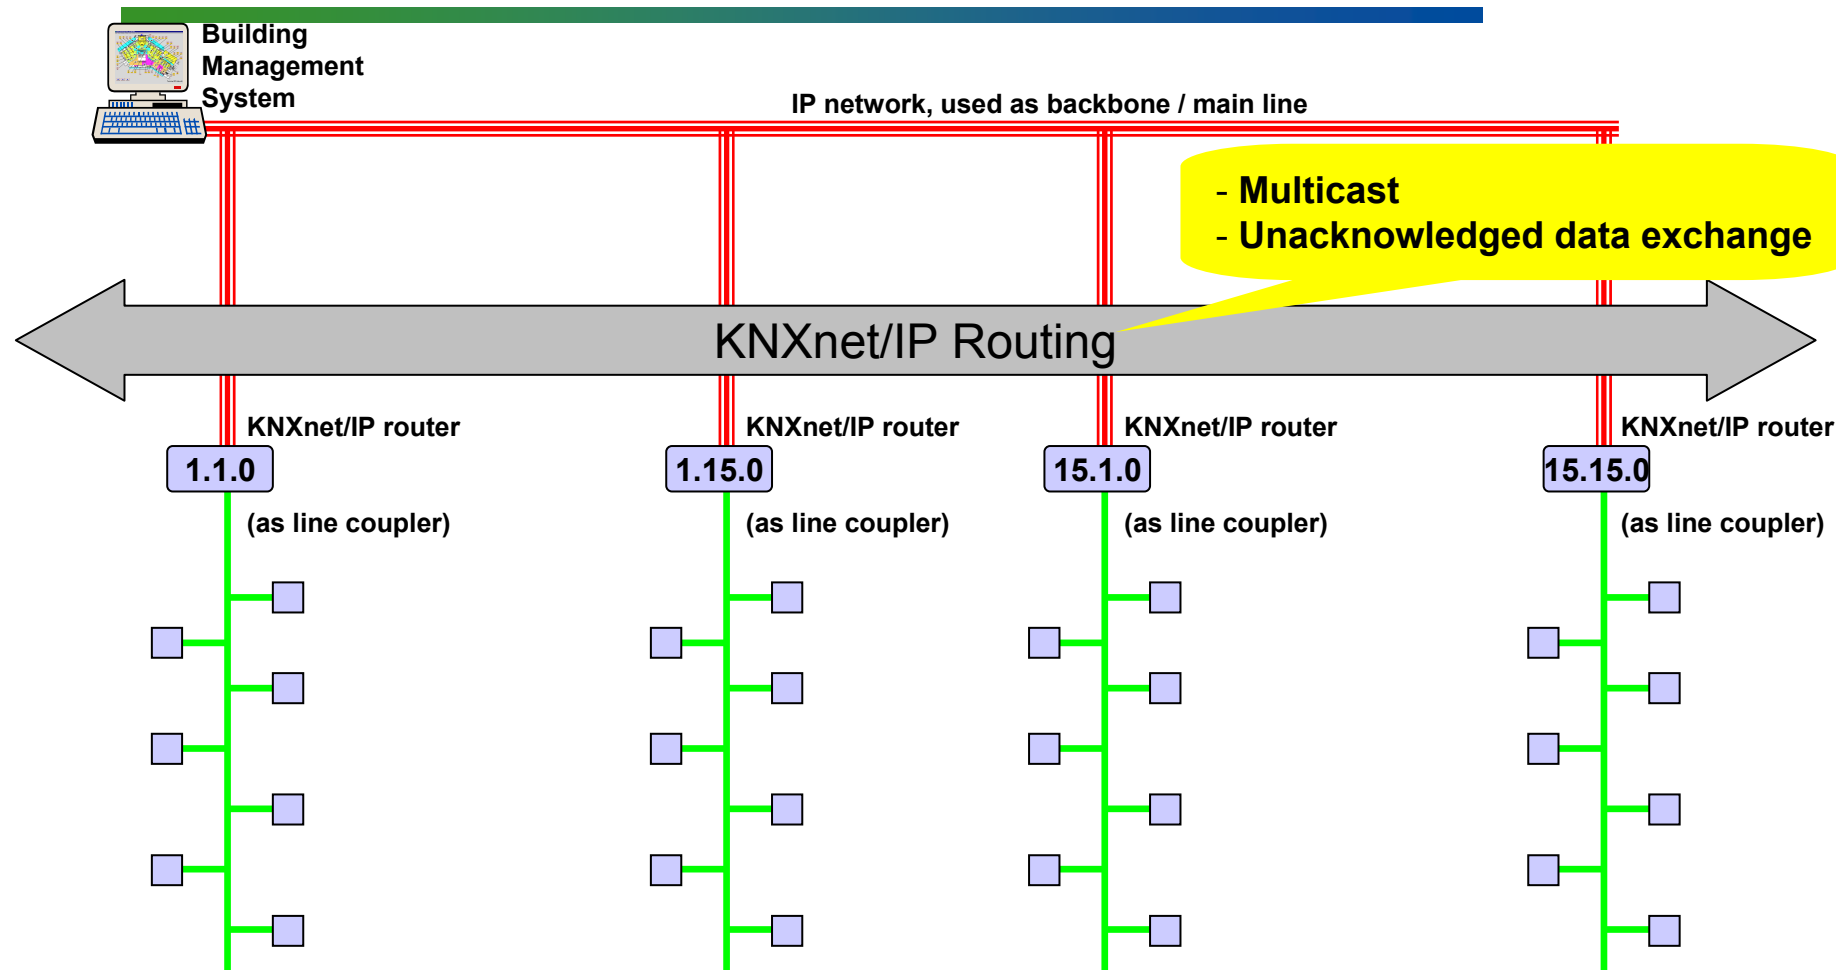 Building
Management
System
IP network, used as backbone / main line
- Multicast
- Unacknowledged data exchange
KNXnet/IP Routing
KNXnet/IP router
KNXnet/IP router
KNXnet/IP router
KNXnet/IP router
1.1.0
1.15.0
15.1.0
15.15.0
(as line coupler)
(as line coupler)
(as line coupler)
(as line coupler)